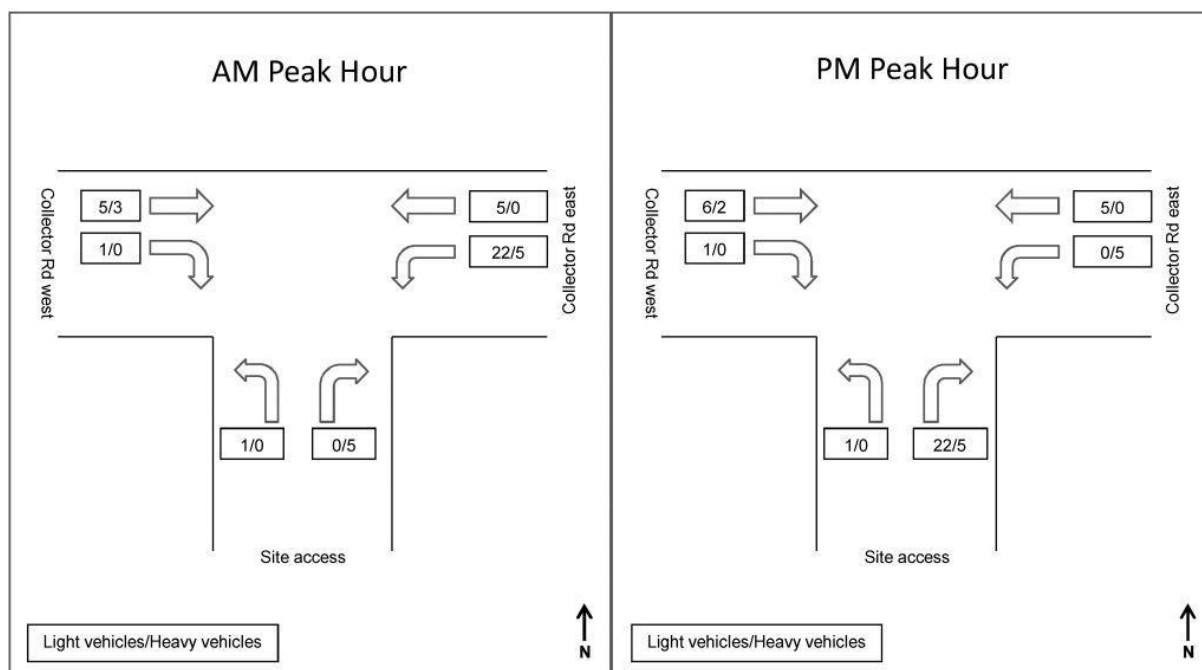 AM Peak Hour
Collector Rd west
5/3
1/0
5/0
22/5
Collector Rd east
1/0
0/5
Site access
Light vehicles/Heavy vehicles
N
PM Peak Hour
Collector Rd west
6/2
1/0
5/0
0/5
Collector Rd east
1/0
22/5
Site access
Light vehicles/Heavy vehicles
N